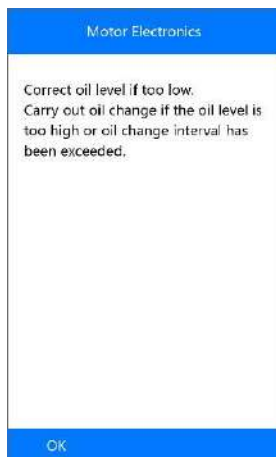 Motor Electronics
Correct oil level if too low.
Carry out oil change if the oil level is
too high or oil change interval has
been exceeded.
OK